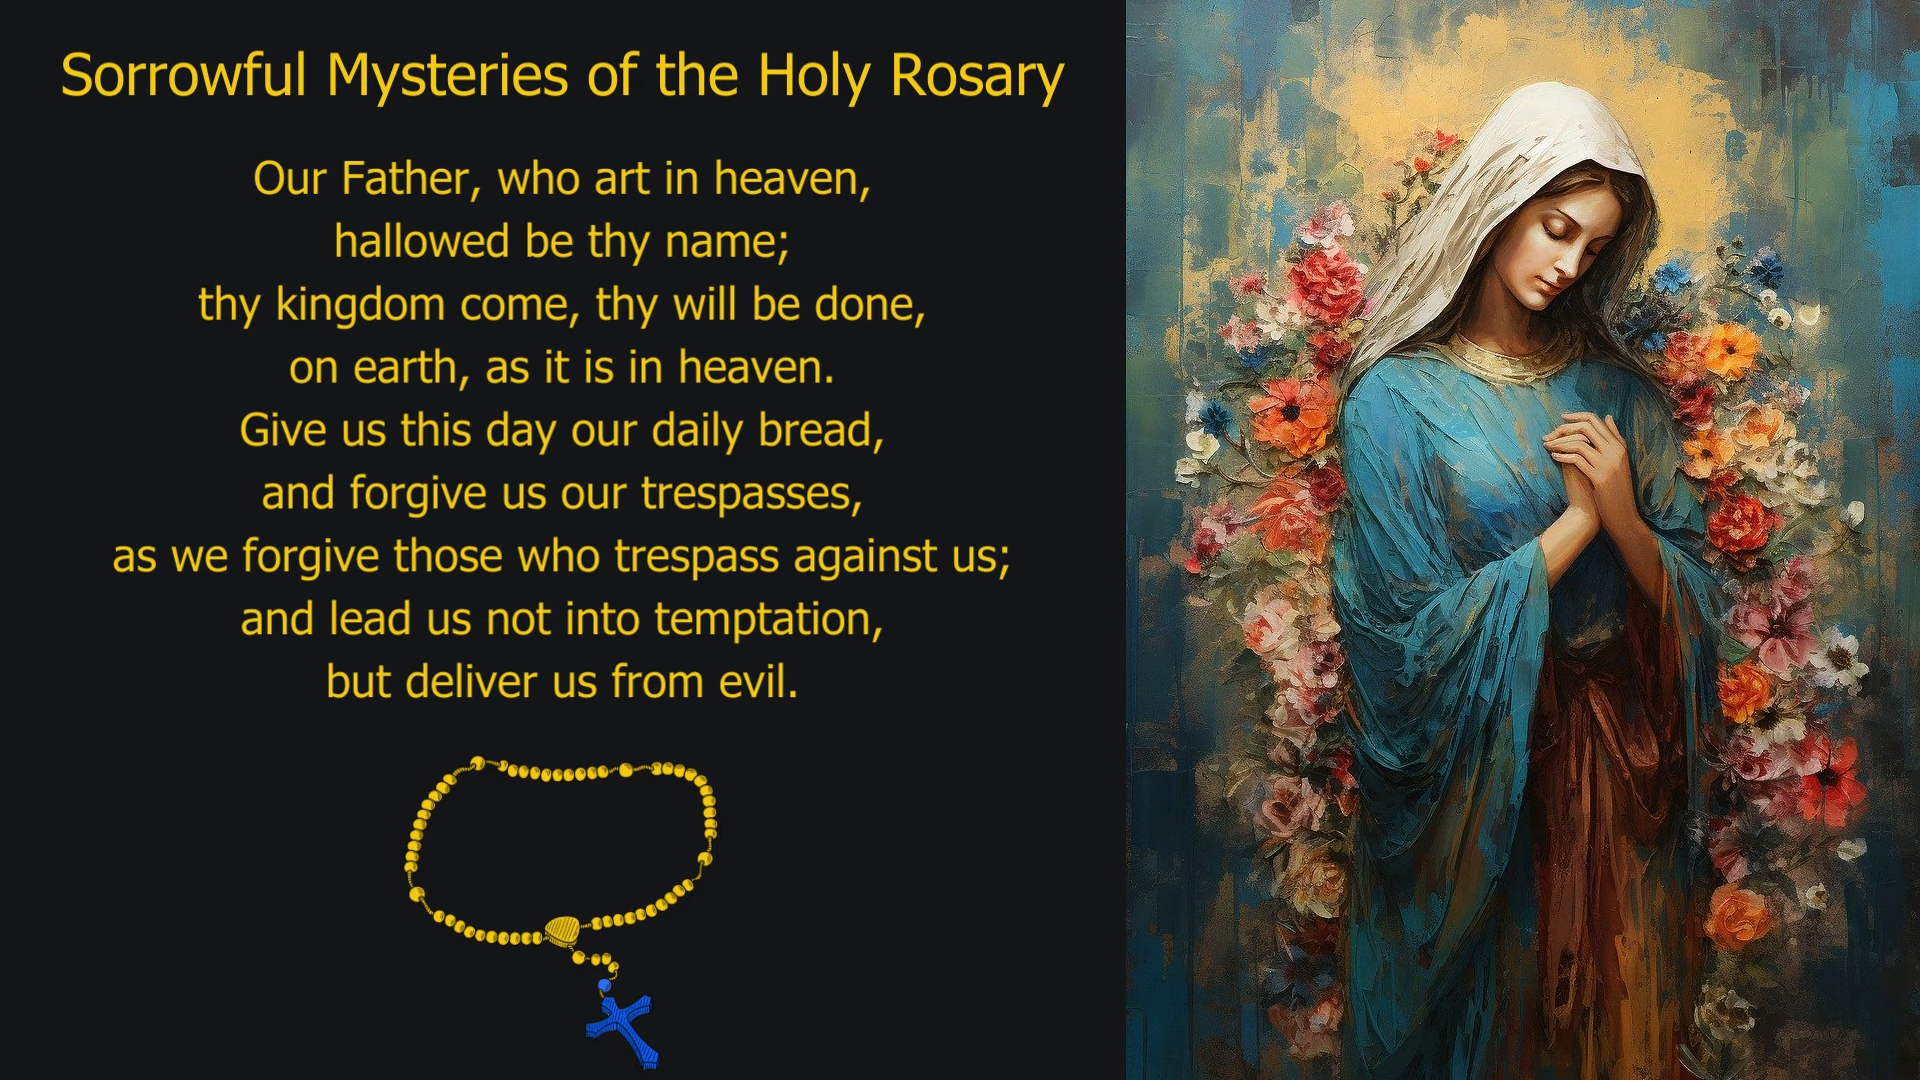 Sorrowful Mysteries of the Holy Rosary
Our Father, who art in heaven,
hallowed be thy name;
thy kingdom come, thy will be done,
on earth, as it is in heaven.
Give us this day our daily bread,
and forgive us our trespasses,
as we forgive those who trespass against us;
and lead us not into temptation,
but deliver us from evil.